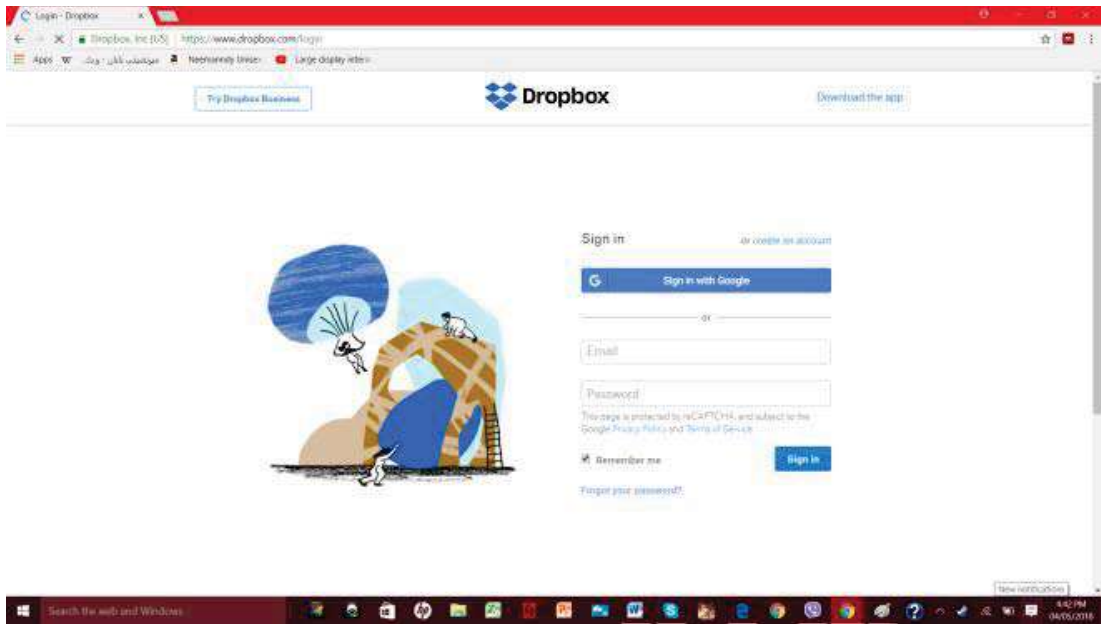 Login - Dropbox
Dropbox, Inc [US] https://www.dropbox.com/login
Apps
Large display
Try Dropbox Business
Dropbox
Download the app
Sign in
or create an account
Sign in with Google
or
Email
Password
This page is protected by reCAPTCHA, and subject to the
Google Privacy Policy and Terms of Service
Remember me
Sign in
Forgot your password?
New notifications
Search the web and Windows
4:42 PM
04/05/2018